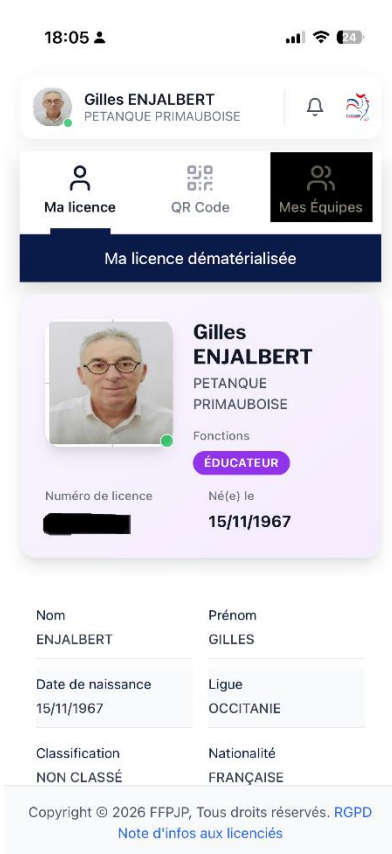 18:05
24
Gilles ENJALBERT
PETANQUE PRIMAUBOISE
Ma licence
QR Code
Mes Équipes
Ma licence dématérialisée
Gilles
ENJALBERT
PETANQUE
PRIMAUBOISE
Fonctions
ÉDUCATEUR
Numéro de licence
Né(e) le
15/11/1967
Nom
Prénom
ENJALBERT
GILLES
Date de naissance
Ligue
15/11/1967
OCCITANIE
Classification
Nationalité
NON CLASSÉ
FRANÇAISE
Copyright © 2026 FFPJP, Tous droits réservés. RGPD
Note d'infos aux licenciés